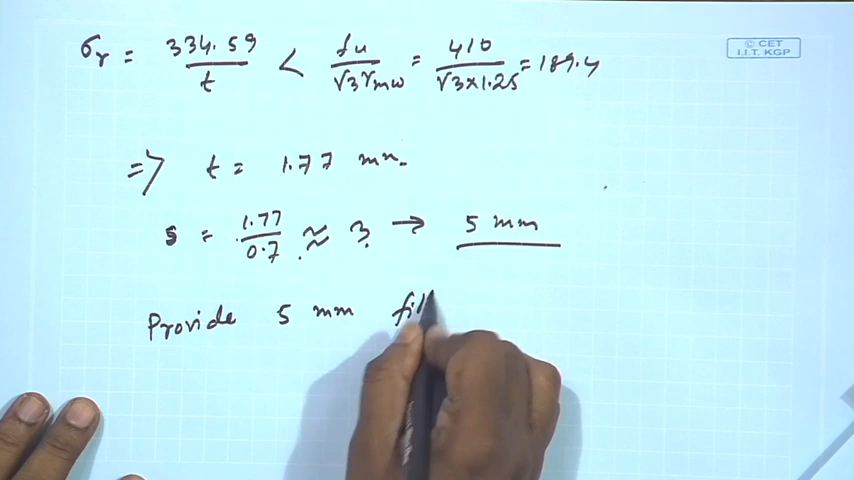 σr = 334.59 / t < fu / √3 γmw = 410 / √3×1.25 = 189.4
© CET
I.I.T. KGP
=> t = 1.77 mm.
s = 1.77 / 0.7 ≈ 3 → 5 mm
Provide 5 mm fil